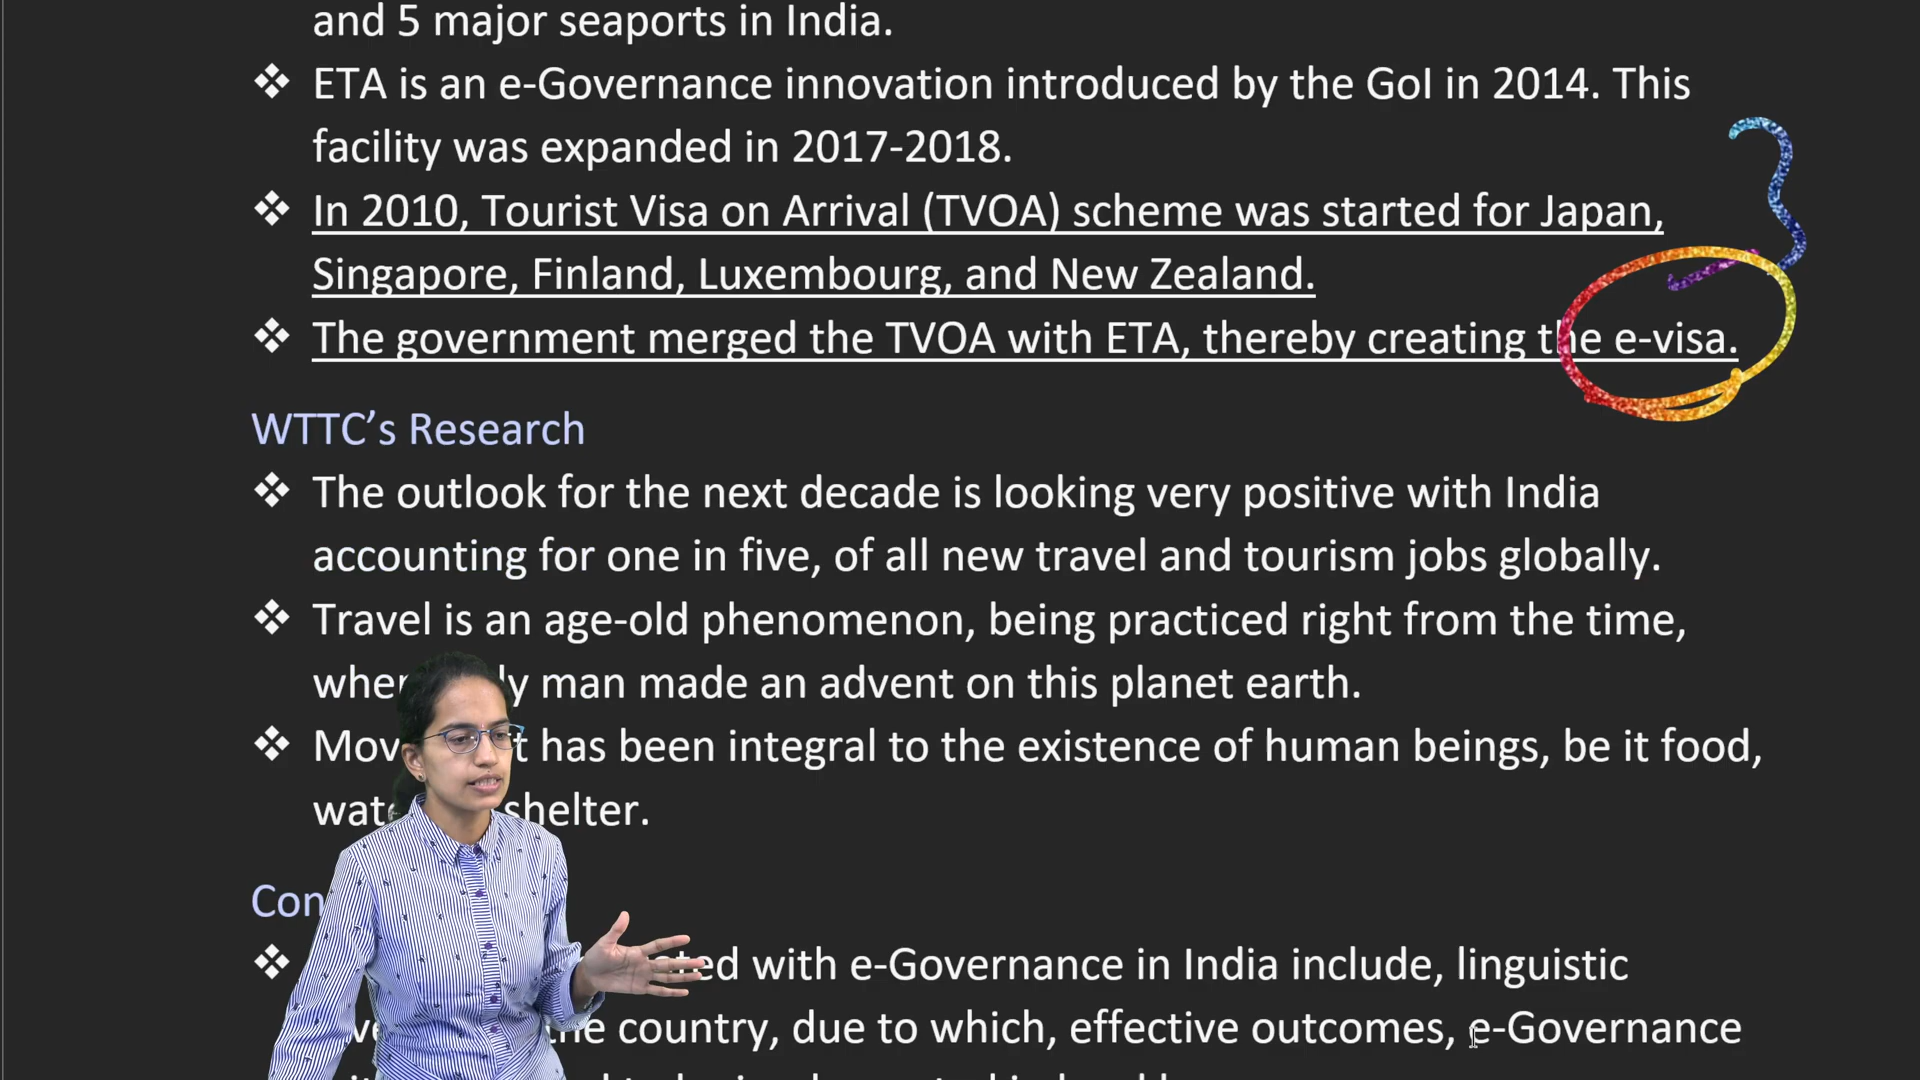 and 5 major seaports in India.
❖ ETA is an e-Governance innovation introduced by the GoI in 2014. This
facility was expanded in 2017-2018.
❖ In 2010, Tourist Visa on Arrival (TVOA) scheme was started for Japan,
Singapore, Finland, Luxembourg, and New Zealand.
❖ The government merged the TVOA with ETA, thereby creating the e-visa.
WTTC’s Research
❖ The outlook for the next decade is looking very positive with India
accounting for one in five, of all new travel and tourism jobs globally.
❖ Travel is an age-old phenomenon, being practiced right from the time,
man made an advent on this planet earth.
❖ has been integral to the existence of human beings, be it food,
shelter.
❖ with e-Governance in India include, linguistic
the country, due to which, effective outcomes, e-Governance